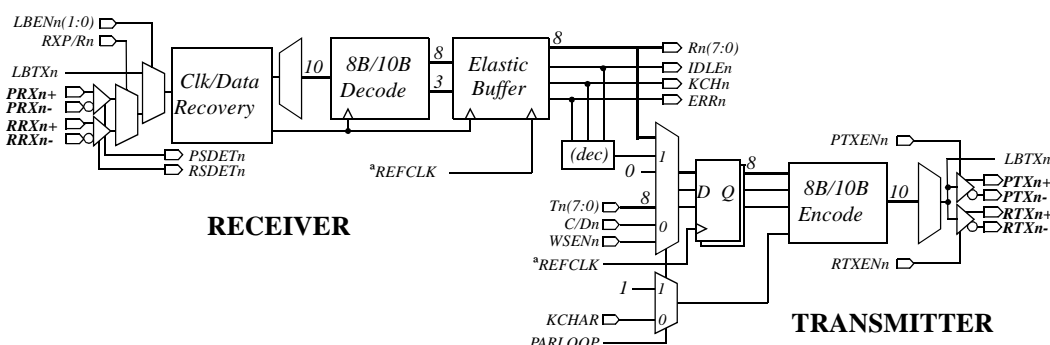 LBENn(1:0)
RXP/Rn
LBTXn
PRXn+
PRXn-
RRXn+
RRXn-
PSDETn
RSDETn
Clk/Data
Recovery
10
8B/10B
Decode
8
3
Elastic
Buffer
8
Rn(7:0)
IDLEn
KCHn
ERRn
(dec)
aREFCLK
RECEIVER
1
0
Tn(7:0)
8
C/Dn
WSENn
0
aREFCLK
D Q
8
8B/10B
Encode
10
PTXENn
LBTXn
PTXn+
PTXn-
RTXn+
RTXn-
RTXENn
1
1
KCHAR
0
PARLOOP
TRANSMITTER